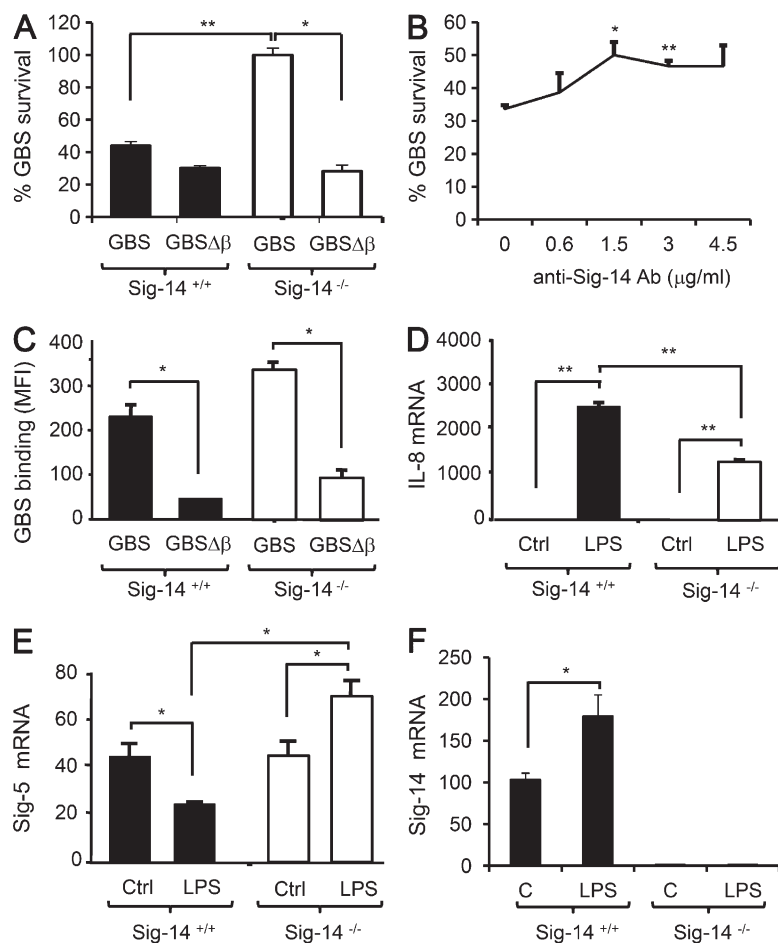 A
% GBS survival
120
100
80
60
40
20
0
**
*
GBS
GBSΔβ
GBS
GBSΔβ
Sig-14 +/+
Sig-14 -/-
B
% GBS survival
60
50
40
30
20
10
0
*
**
0
0.6
1.5
3
4.5
anti-Sig-14 Ab (μg/ml)
C
GBS binding (MFI)
400
300
200
100
0
*
*
GBS
GBSΔβ
GBS
GBSΔβ
Sig-14 +/+
Sig-14 -/-
D
IL-8 mRNA
4000
3000
2000
1000
0
**
**
**
Ctrl
LPS
Ctrl
LPS
Sig-14 +/+
Sig-14 -/-
E
Sig-5 mRNA
80
60
40
20
0
*
*
*
Ctrl
LPS
Ctrl
LPS
Sig-14 +/+
Sig-14 -/-
F
Sig-14 mRNA
250
200
150
100
50
0
*
C
LPS
C
LPS
Sig-14 +/+
Sig-14 -/-